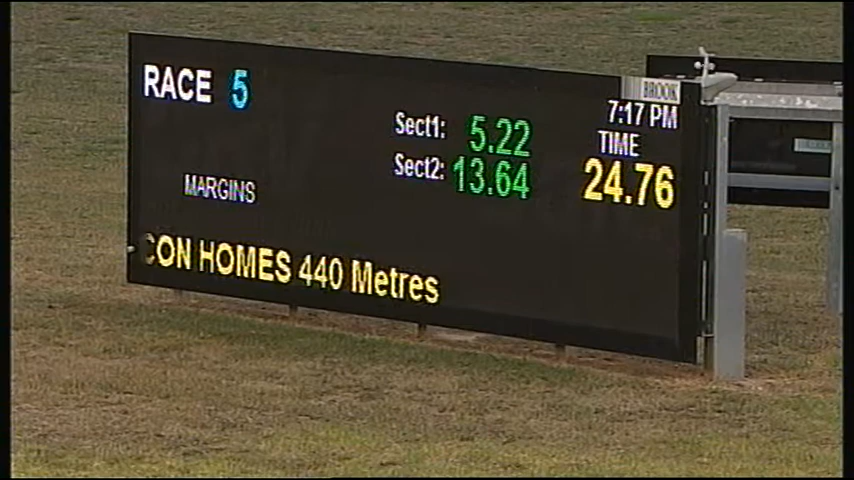 BROOK
RACE 5
7:17 PM
Sect1: 5.22
TIME
Sect2: 13.64
24.76
MARGINS
CON HOMES 440 Metres